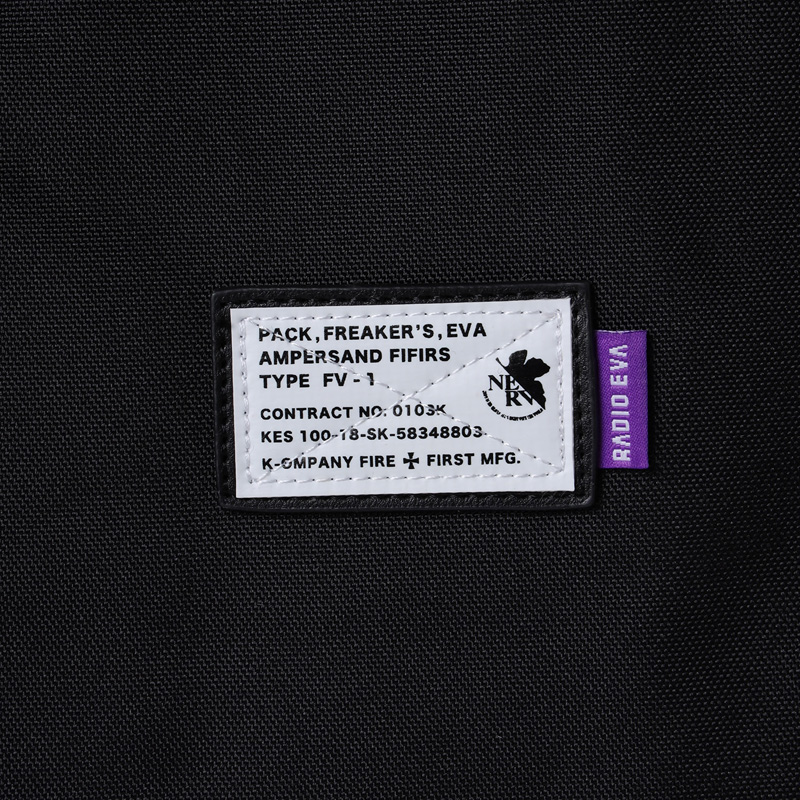 PACK, FREAKER'S, EVA
AMPERSAND FIFIRS
TYPE FV-1
CONTRACT NO. 0103K
KES 100-18-SK-58348803
K-OMPANY FIRE ✠ FIRST MFG.
NERV
RADIO EVA